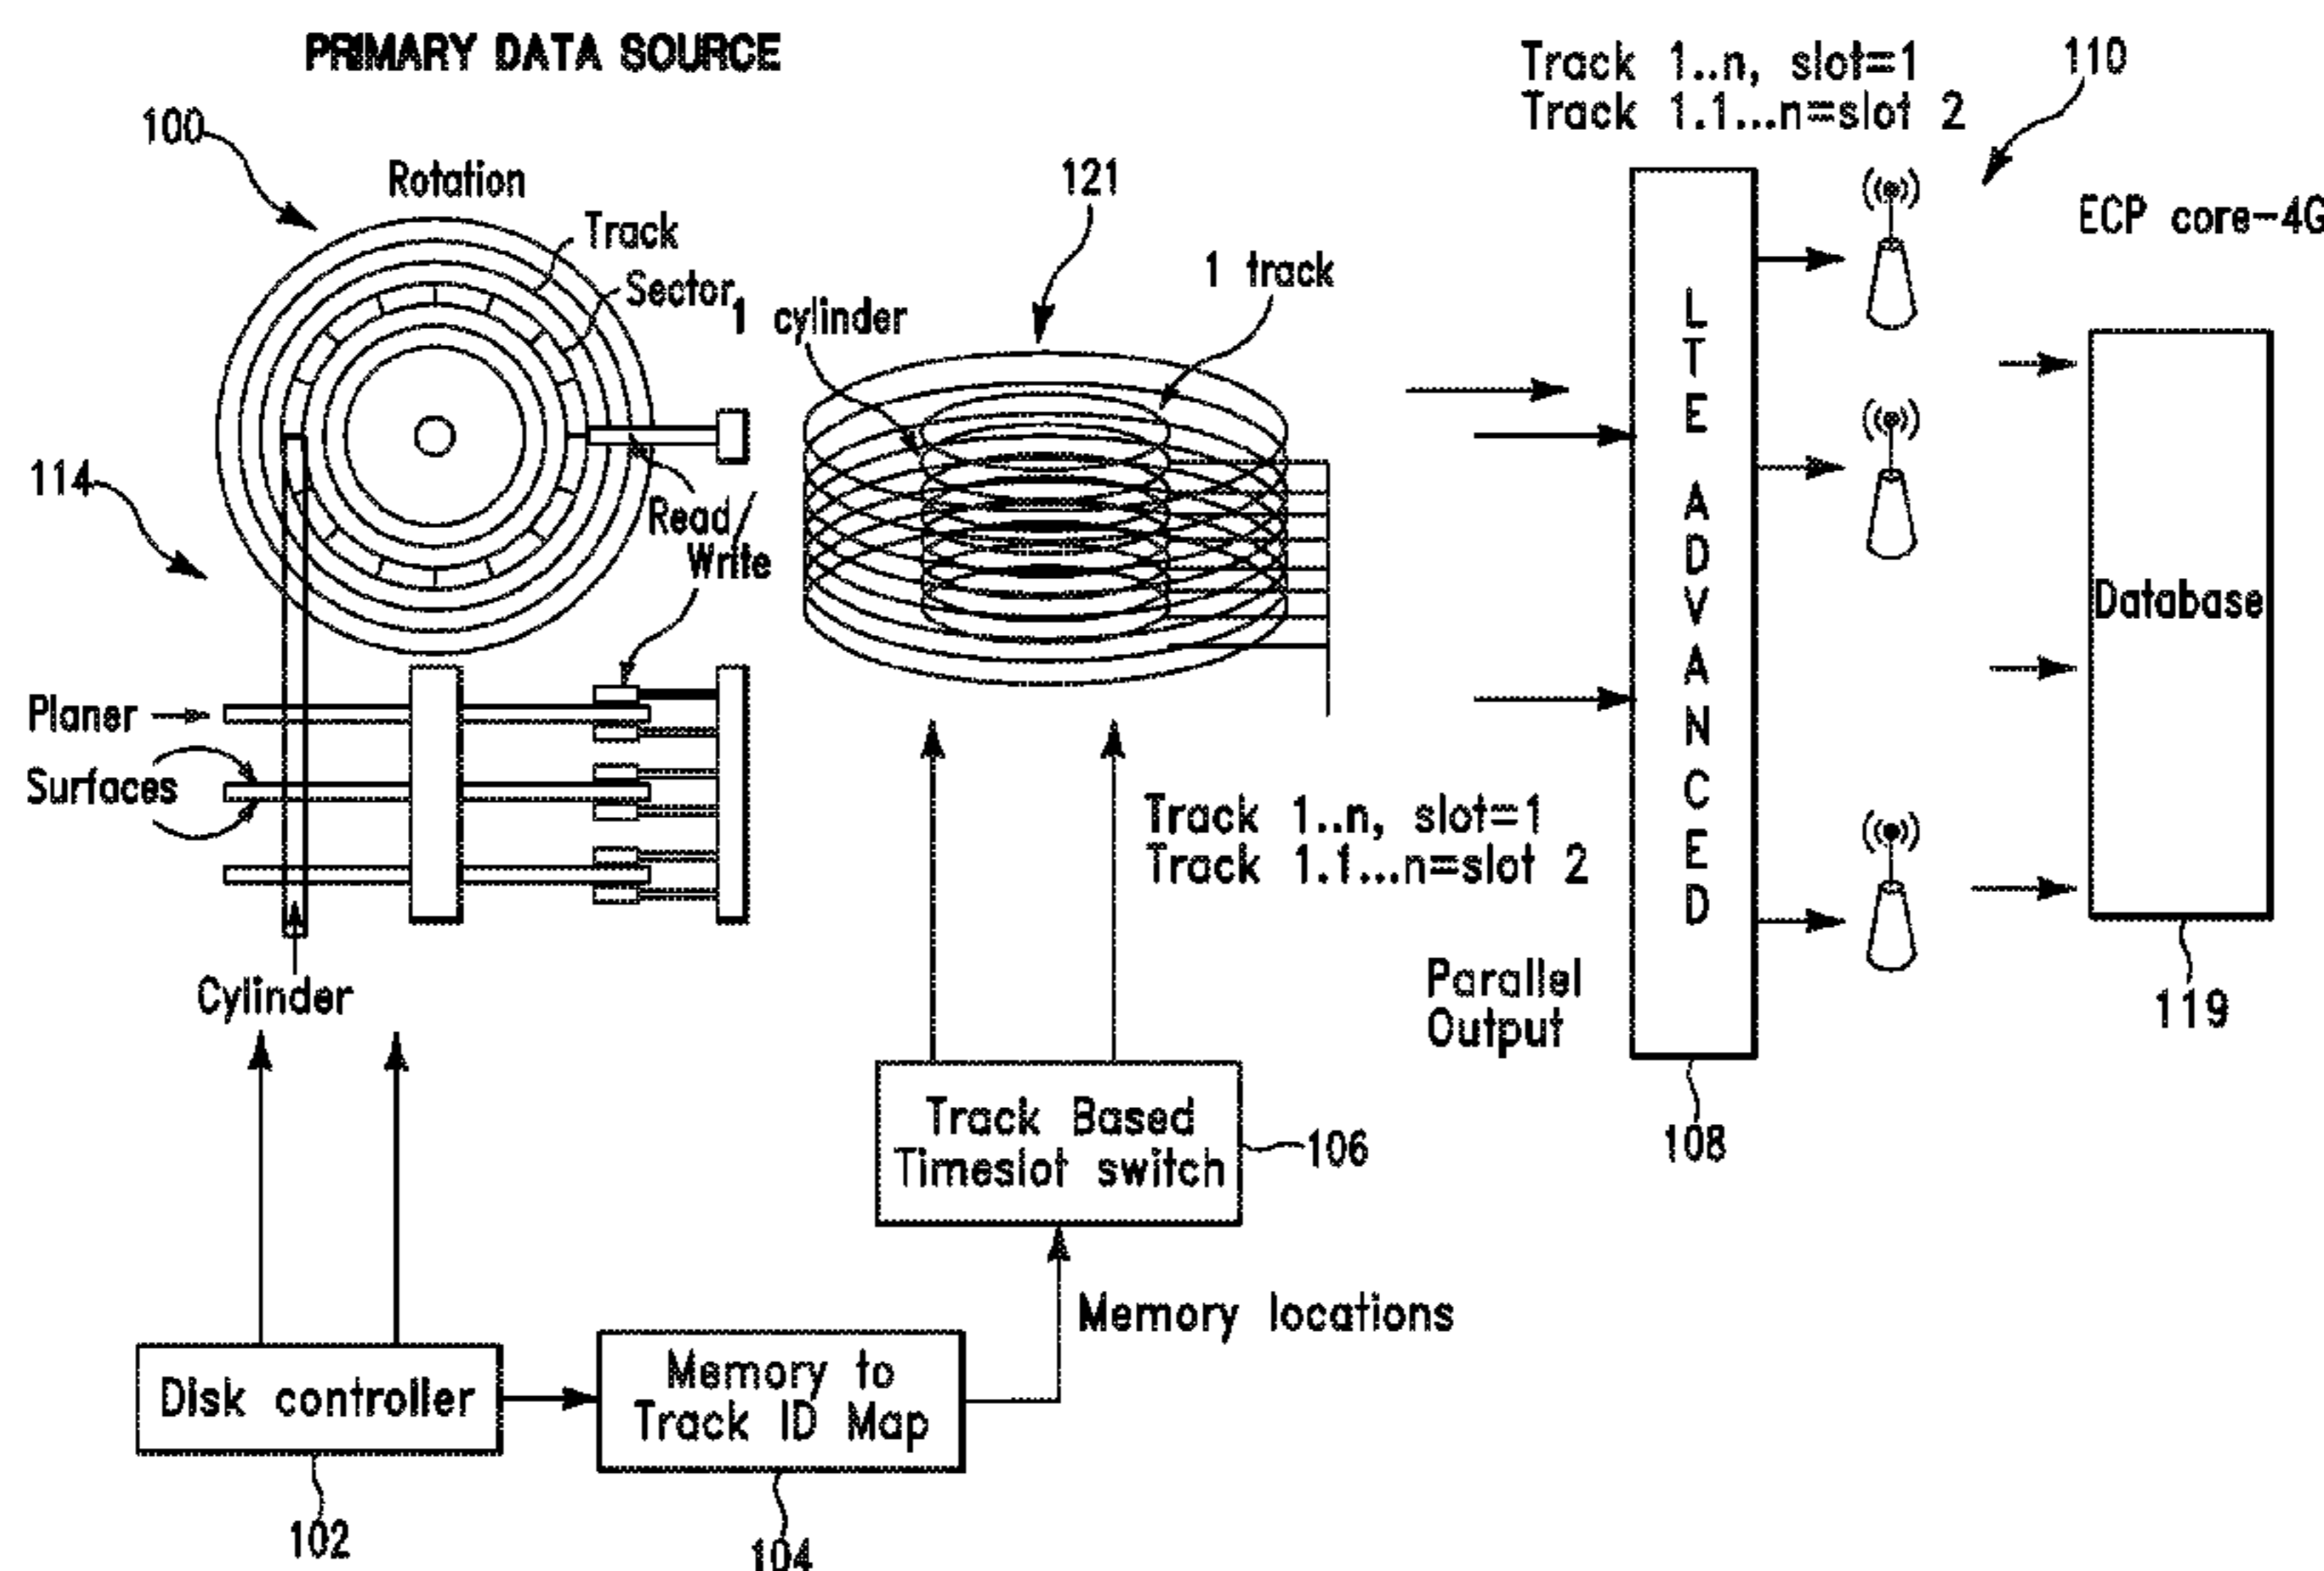 PRIMARY DATA SOURCE
Track 1..n, slot=1
Track 1.1...n=slot 2
110
100
Rotation
121
ECP core-4G
Track
Sector
1 track
1 cylinder
LTE ADVANCED
114
Read/
Write
Database
Planer
Surfaces
Track 1..n, slot=1
Track 1.1...n=slot 2
Cylinder
Parallel
Output
119
Track Based
Timeslot switch
106
108
Memory locations
Disk controller
Memory to
Track ID Map
102
104